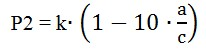 P2 = k· (1 − 10 · a/c)